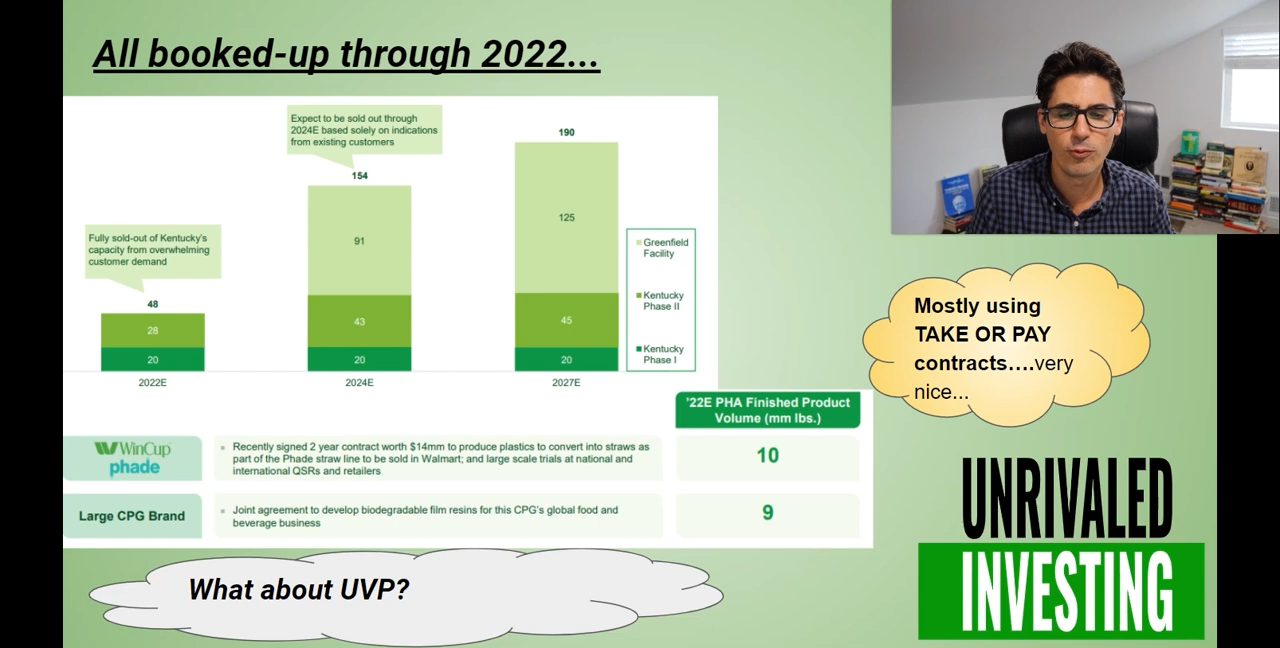 All booked-up through 2022...
Expect to be sold out through
2024E based solely on indications
from existing customers
190
154
125
91
Fully sold-out of Kentucky's
capacity from overwhelming
customer demand
48
28
43
45
20
20
20
2022E
2024E
2027E
Greenfield
Facility
Kentucky
Phase II
Kentucky
Phase I
Mostly using
TAKE OR PAY
contracts....very
nice...
'22E PHA Finished Product
Volume (mm lbs.)
WinCup
phade
Recently signed 2 year contract worth $14mm to produce plastics to convert into straws as
part of the Phade straw line to be sold in Walmart; and large scale trials at national and
international QSRs and retailers
10
Large CPG Brand
Joint agreement to develop biodegradable film resins for this CPG's global food and
beverage business
9
What about UVP?
UNRIVALED
INVESTING